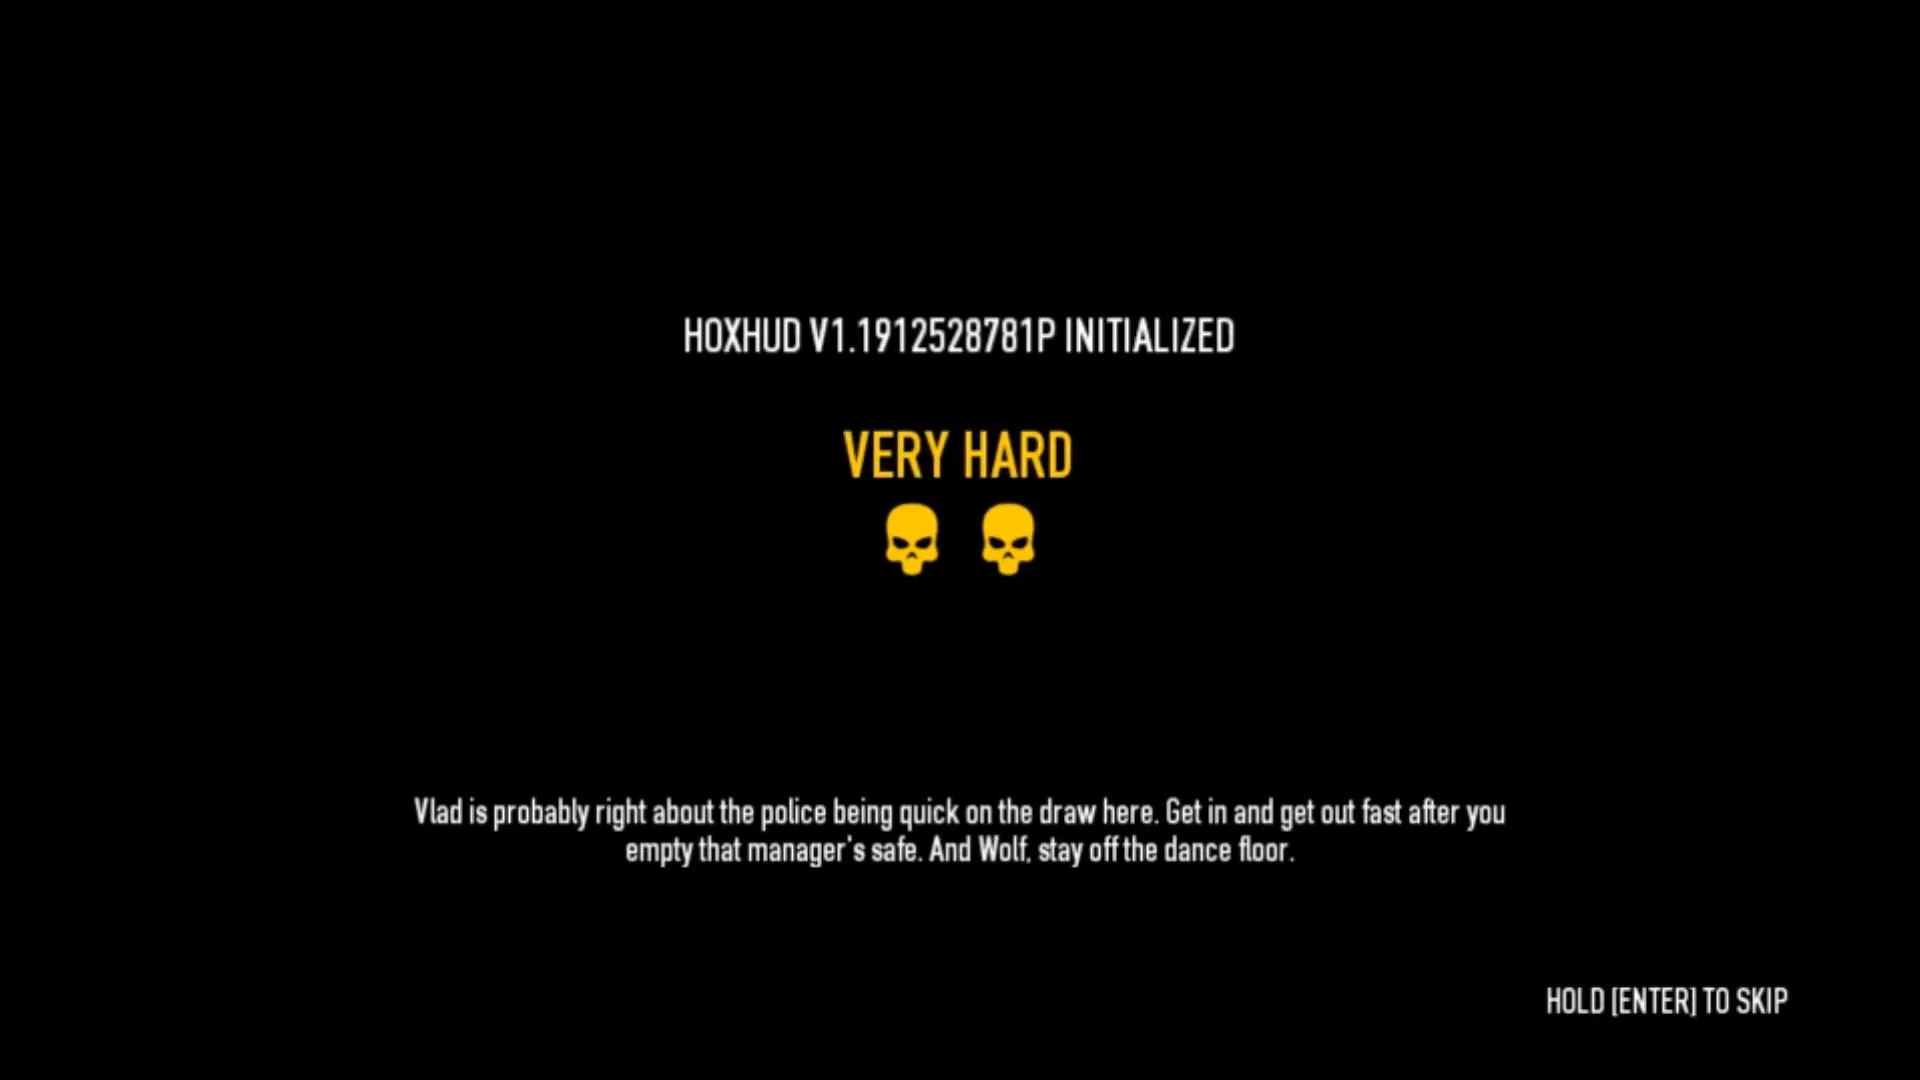 HOXHUD V1.1912528781P INITIALIZED
VERY HARD
Vlad is probably right about the police being quick on the draw here. Get in and get out fast after you
empty that manager's safe. And Wolf, stay off the dance floor.
HOLD [ENTER] TO SKIP